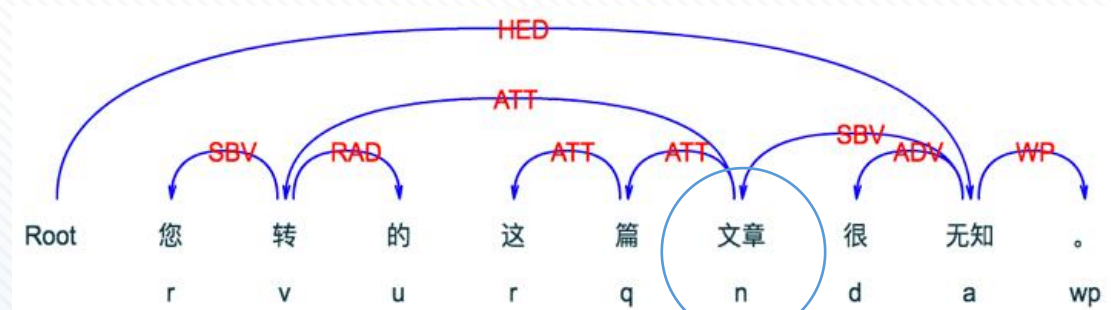 HED
ATT
SBV
SBV RAD ATT ATT ADV WP
Root 您 转 的 这 篇 文章 很 无知 。
r v u r q n d a wp